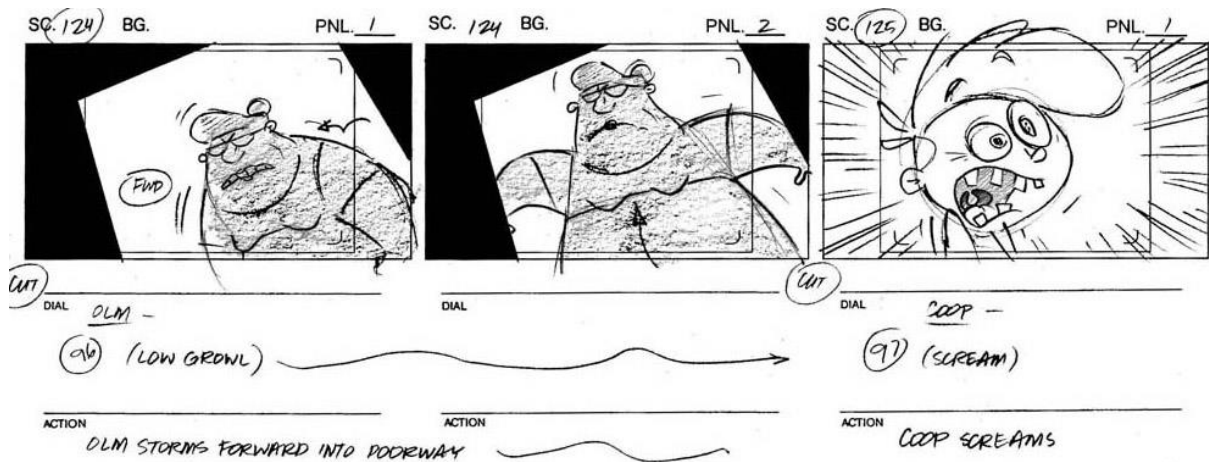 SC. 124 BG. PNL. 1
SC. 124 BG. PNL. 2
SC. 125 BG. PNL. 1
FWD
CUT
CUT
DIAL OLM –
96 (LOW GROWL)
DIAL
DIAL COOP –
97 (SCREAM)
ACTION
OLM STORMS FORWARD INTO DOORWAY
ACTION
ACTION
COOP SCREAMS